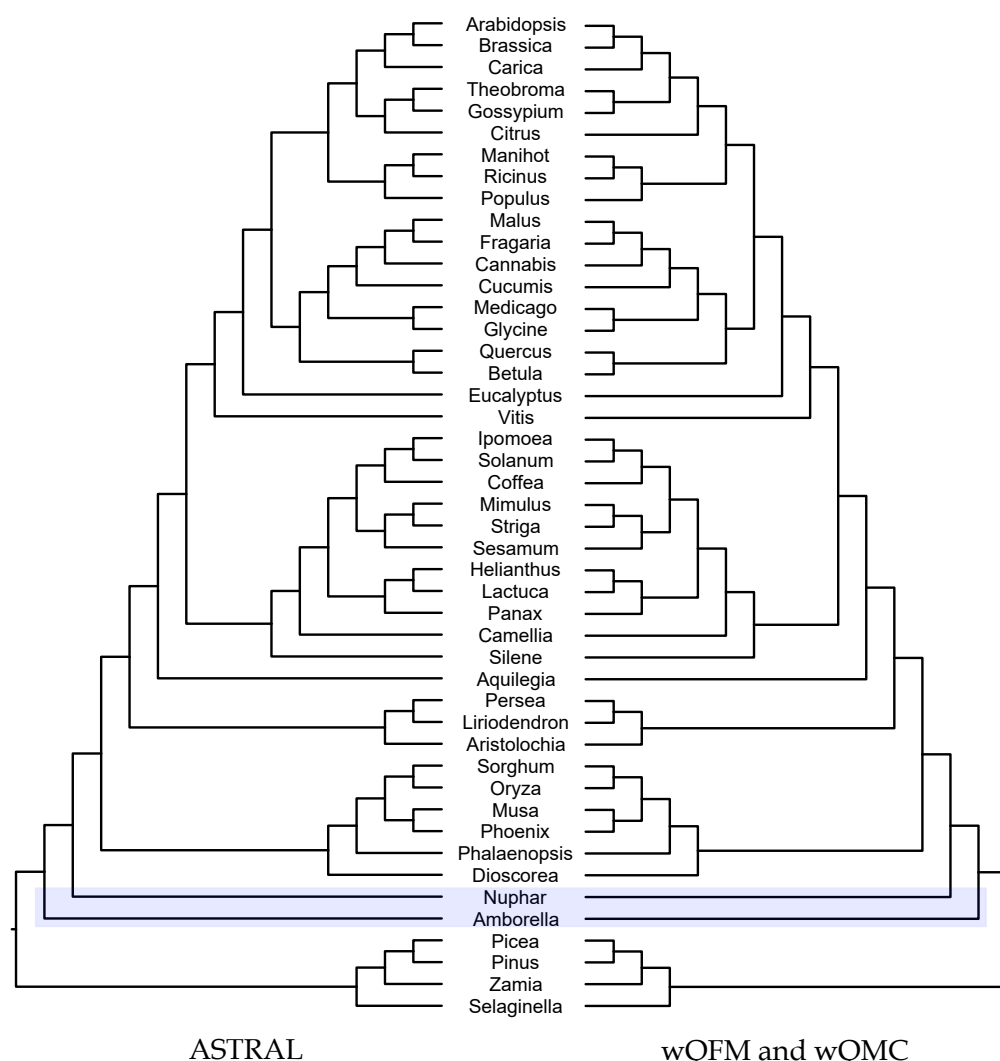 Arabidopsis
Brassica
Carica
Theobroma
Gossypium
Citrus
Manihot
Ricinus
Populus
Malus
Fragaria
Cannabis
Cucumis
Medicago
Glycine
Quercus
Betula
Eucalyptus
Vitis
Ipomoea
Solanum
Coffea
Mimulus
Striga
Sesamum
Helianthus
Lactuca
Panax
Camellia
Silene
Aquilegia
Persea
Liriodendron
Aristolochia
Sorghum
Oryza
Musa
Phoenix
Phalaenopsis
Dioscorea
Nuphar
Amborella
Picea
Pinus
Zamia
Selaginella
ASTRAL wQFM and wQMC